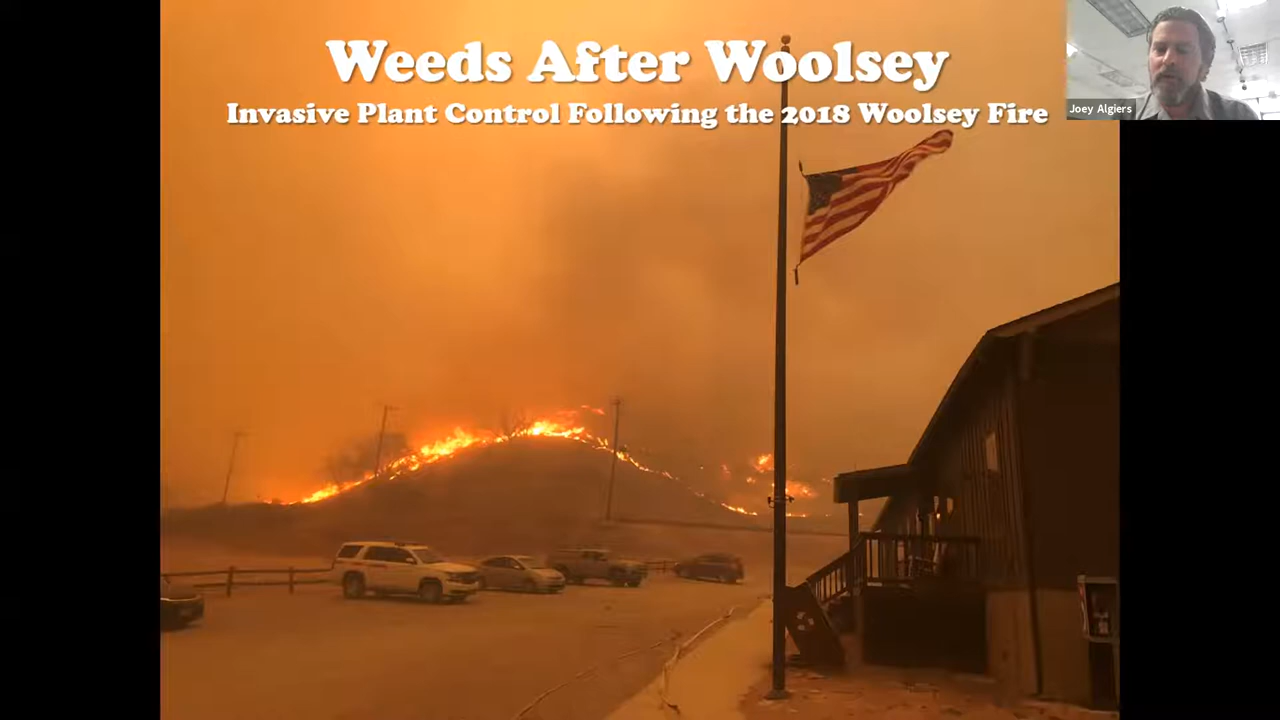 Weeds After Woolsey
Invasive Plant Control Following the 2018 Woolsey Fire
Joey Algiers